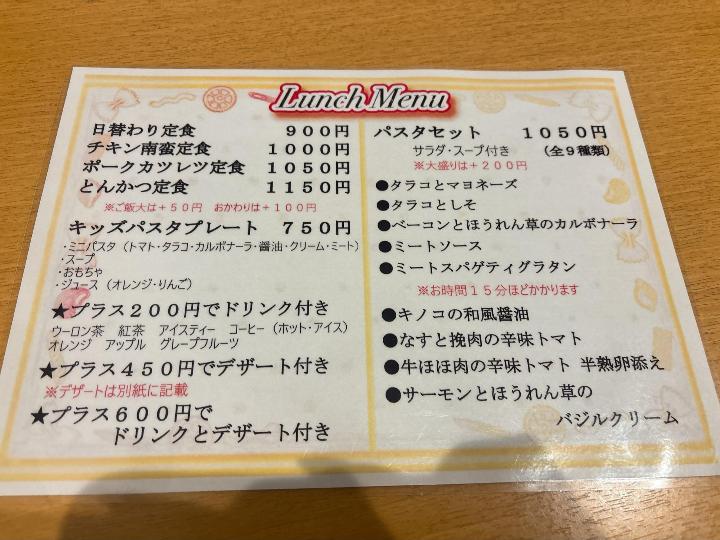 Lunch Menu
日替わり定食 900円
チキン南蛮定食 1000円
ポークカツレツ定食 1050円
とんかつ定食 1150円
※ご飯大は+50円 おかわりは+100円
キッズパスタプレート 750円
・ミニパスタ(トマト・タラコ・カルボナーラ・醤油・クリーム・ミート)
・スープ
・おもちゃ
・ジュース(オレンジ・りんご)
★プラス200円でドリンク付き
ウーロン茶 紅茶 アイスティー コーヒー(ホット・アイス)
オレンジ アップル グレープフルーツ
★プラス450円でデザート付き
※デザートは別紙に記載
★プラス600円で
ドリンクとデザート付き
パスタセット 1050円
サラダ・スープ付き (全9種類)
※大盛りは+200円
●タラコとマヨネーズ
●タラコとしそ
●ベーコンとほうれん草のカルボナーラ
●ミートソース
●ミートスパゲティグラタン
※お時間15分ほどかかります
●キノコの和風醤油
●なすと挽肉の辛味トマト
●牛ほほ肉の辛味トマト 半熟卵添え
●サーモンとほうれん草の
バジルクリーム